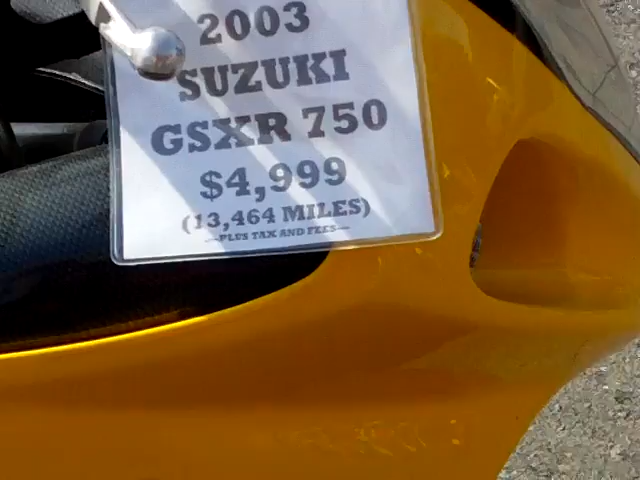 2003
SUZUKI
GSXR 750
$4,999
(13,464 MILES)
—PLUS TAX AND FEES—